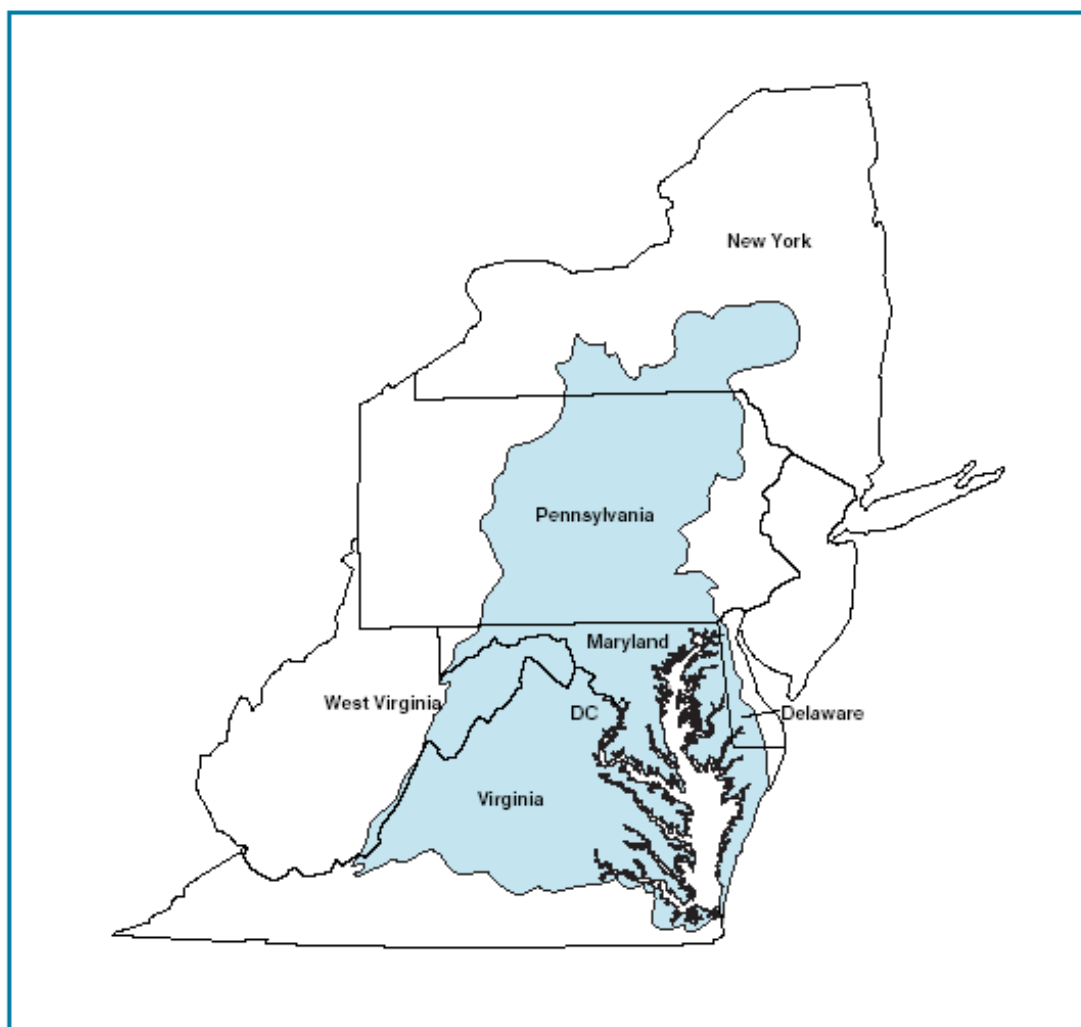 New York
Pennsylvania
Maryland
West Virginia
DC
Delaware
Virginia